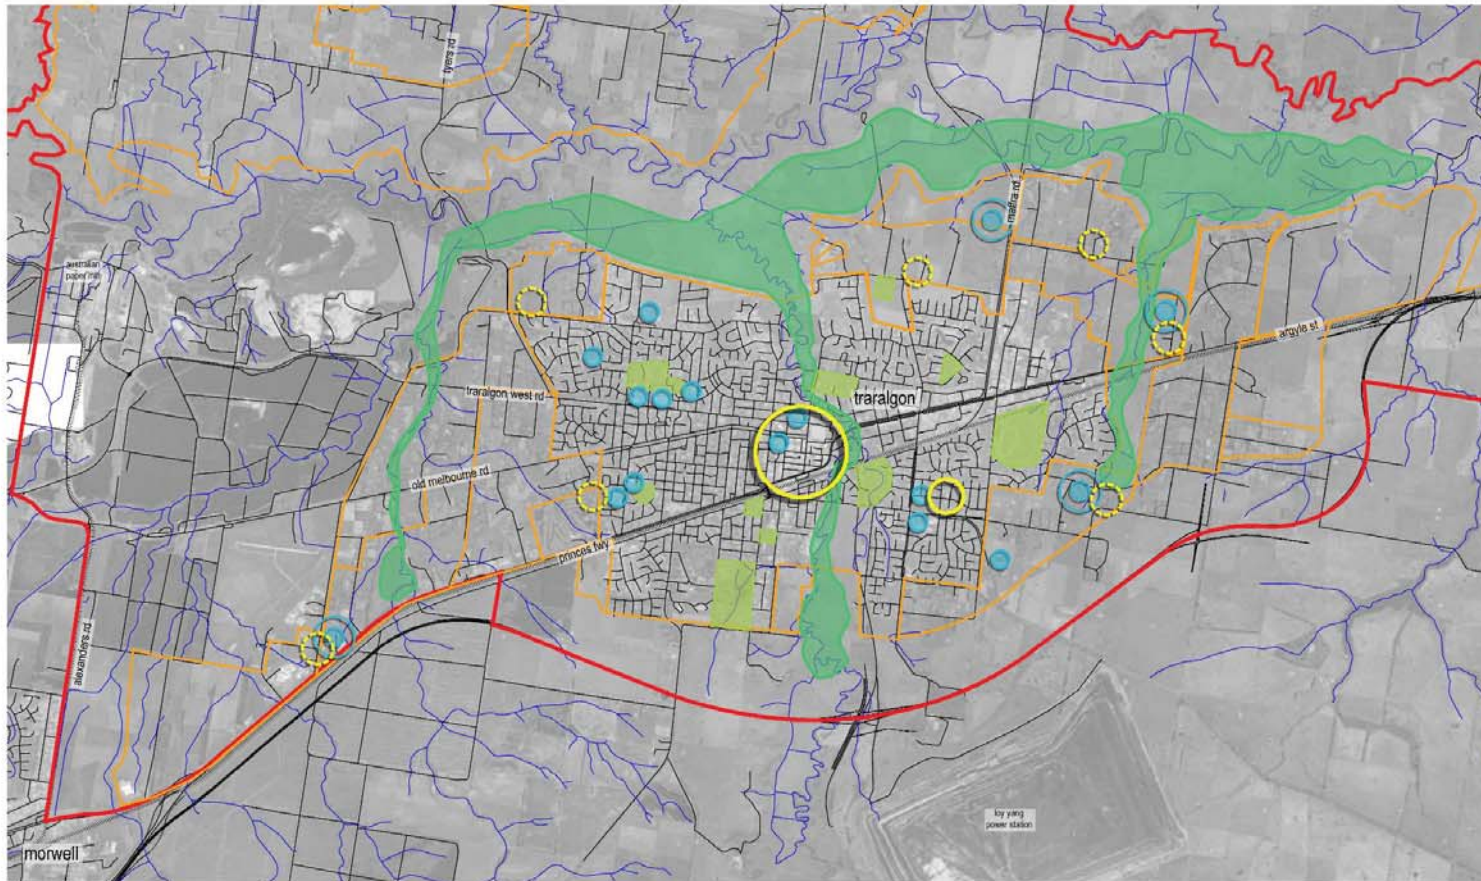 tyers rd
maffra rd
australian
paper mill
argyle st
traralgon west rd
traralgon
old melbourne rd
princes fwy
alexanders rd
loy yang
power station
morwell